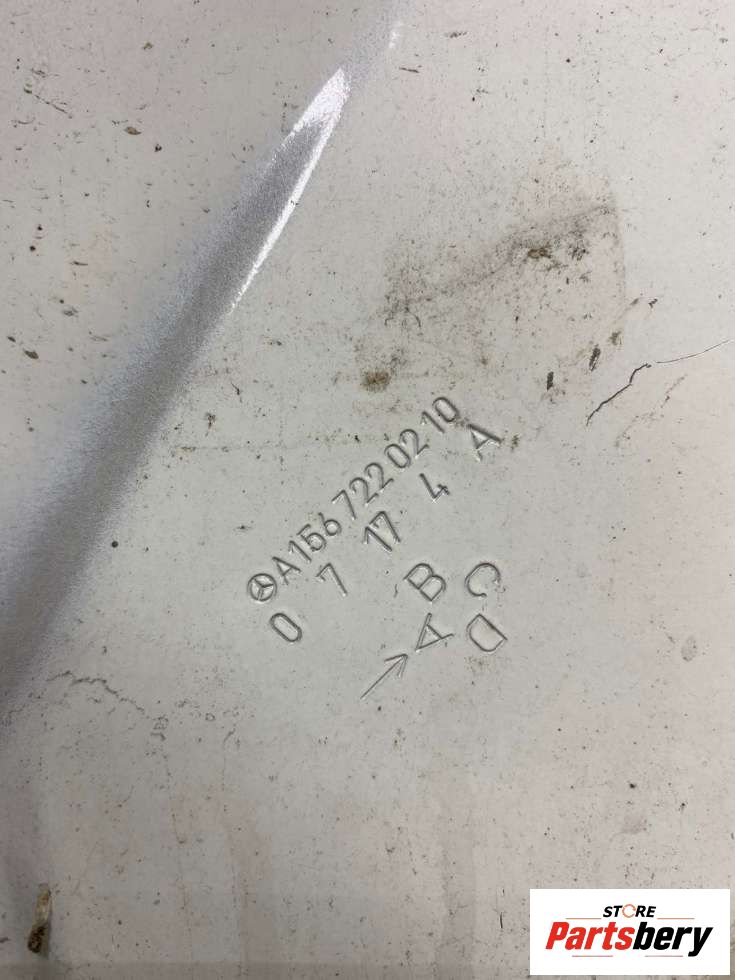 A156 722 02 10
0 7 17 4 A
B C
A D
STORE
Partsbery